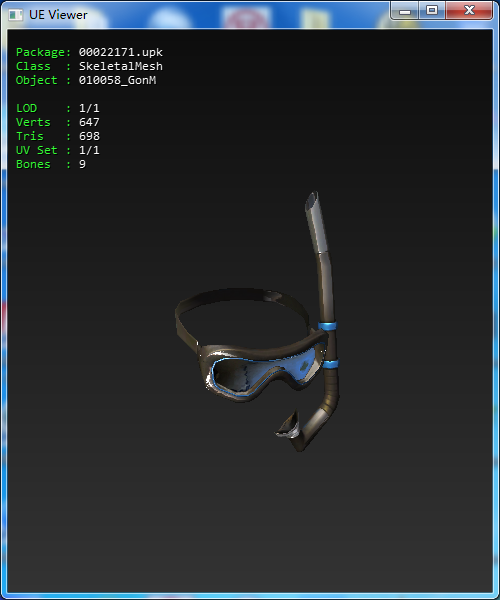 UE Viewer
Package: 00022171.upk
Class : SkeletalMesh
Object : 010058_GonM
LOD : 1/1
Verts : 647
Tris : 698
UV Set : 1/1
Bones : 9